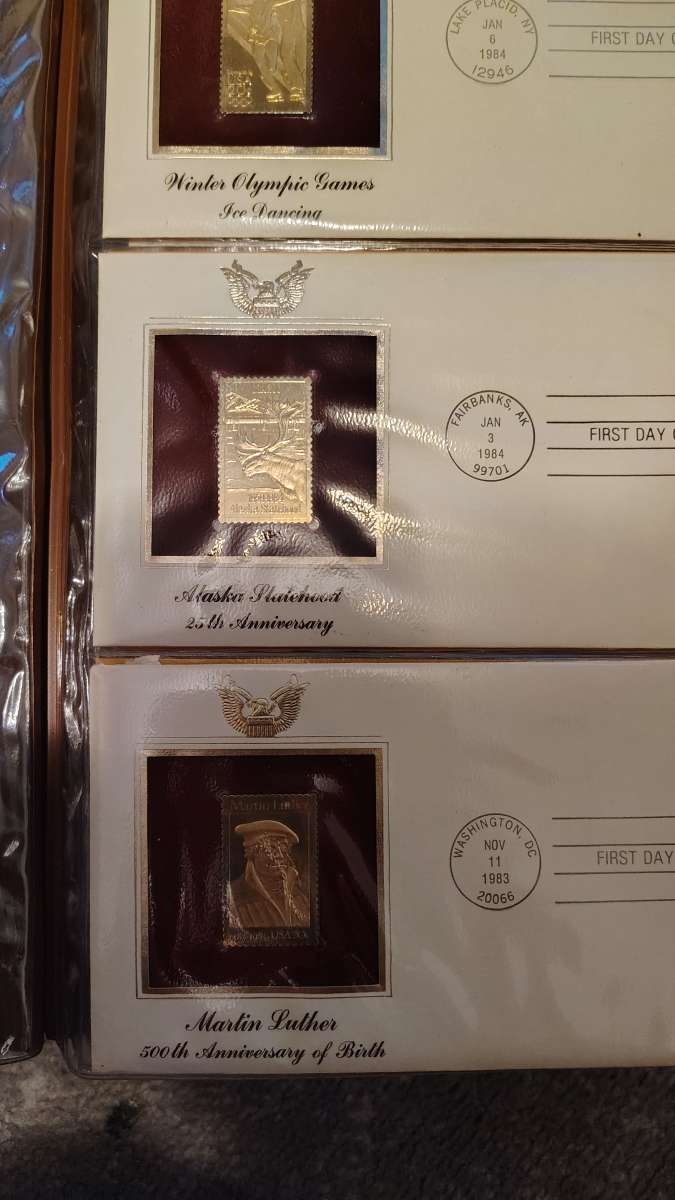 LAKE PLACID, NY
JAN
6
1984
12946
FIRST DAY
Winter Olympic Games
Ice Dancing
FAIRBANKS, AK
JAN
3
1984
99701
FIRST DAY
Alaska Statehood
Alaska Statehood
25th Anniversary
Martin Luther
USA
WASHINGTON, DC
NOV
11
1983
20066
FIRST DAY
Martin Luther
500th Anniversary of Birth